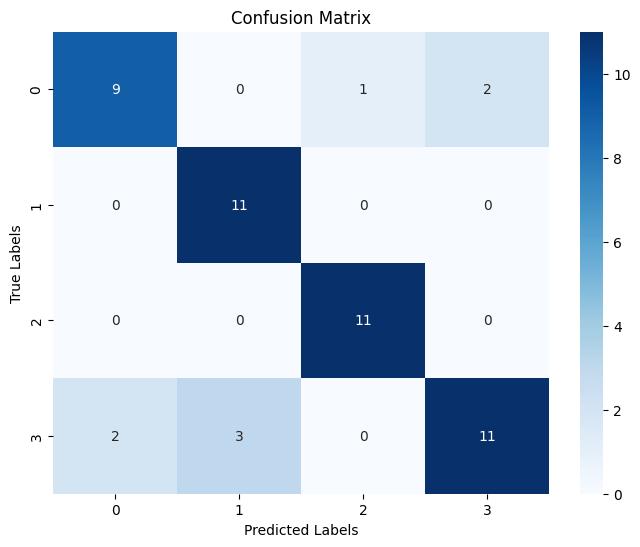 Confusion Matrix
True Labels
0 9 0 1 2
1 0 11 0 0
2 0 0 11 0
3 2 3 0 11
0 1 2 3
Predicted Labels
10
8
6
4
2
0